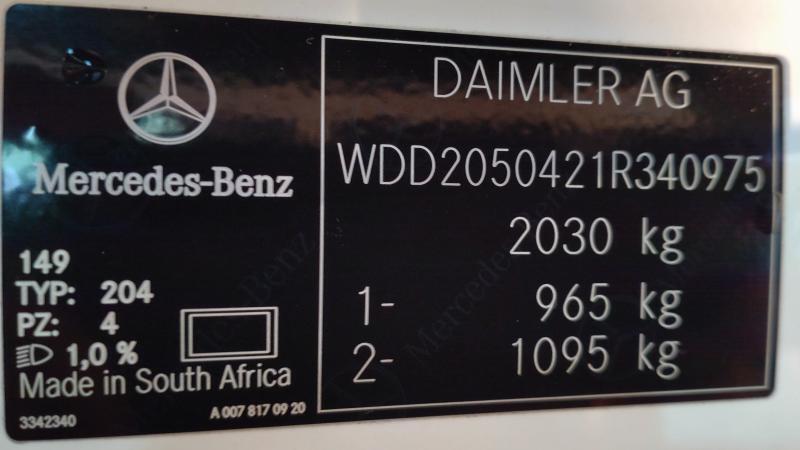 Mercedes-Benz
149
TYP: 204
PZ: 4
1,0 %
Made in South Africa
3342340
A 007 817 09 20
DAIMLER AG
WDD2050421R340975
2030 kg
1- 965 kg
2- 1095 kg